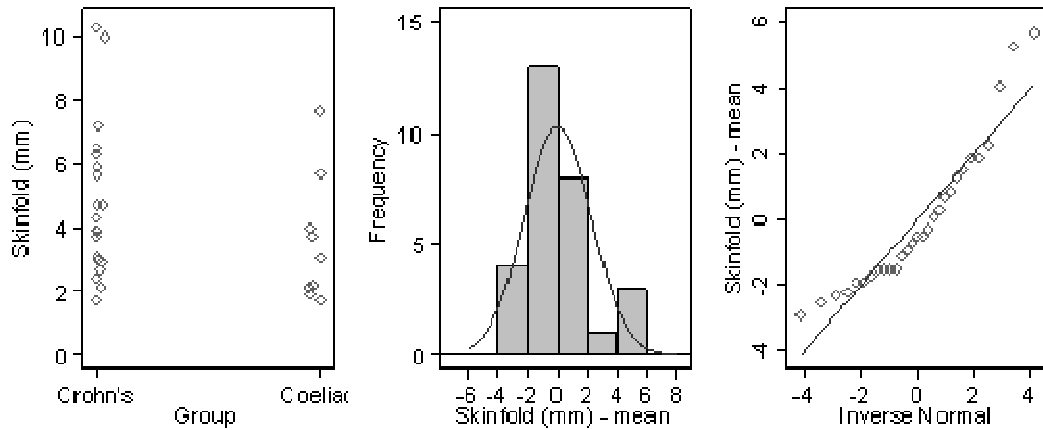 Skinfold (mm)
10
8
6
4
2
0
Crohn's
Coeliac
Group
Frequency
15
10
5
0
-6 -4 -2 0 2 4 6 8
Skinfold (mm) - mean
Skinfold (mm) - mean
6
4
2
0
-2
-4
-4 -2 0 2 4
Inverse Normal